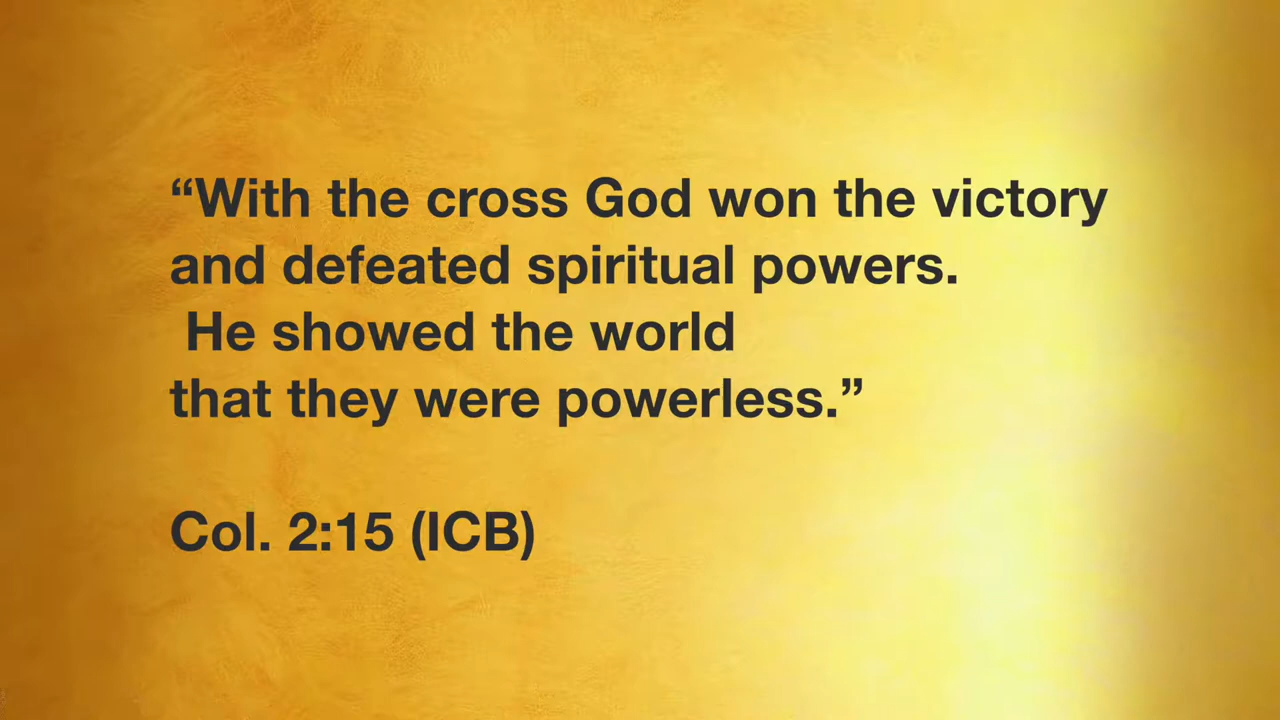 “With the cross God won the victory
and defeated spiritual powers.
He showed the world
that they were powerless.”
Col. 2:15 (ICB)